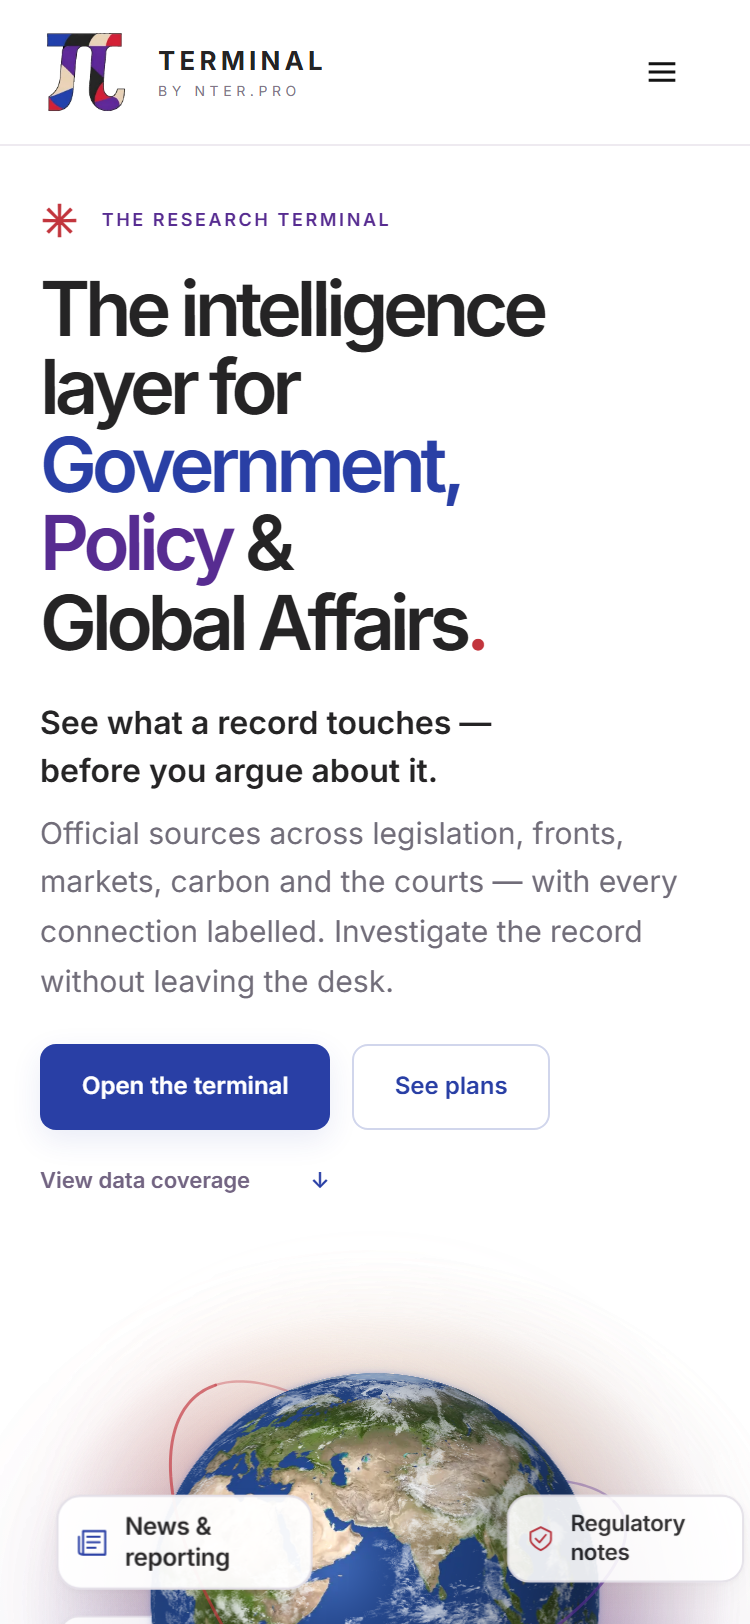 TERMINAL
BY NTER.PRO
THE RESEARCH TERMINAL
The intelligence
layer for
Government,
Policy &
Global Affairs.
See what a record touches —
before you argue about it.
Official sources across legislation, fronts,
markets, carbon and the courts — with every
connection labelled. Investigate the record
without leaving the desk.
Open the terminal
See plans
View data coverage ↓
News &
reporting
Regulatory
notes